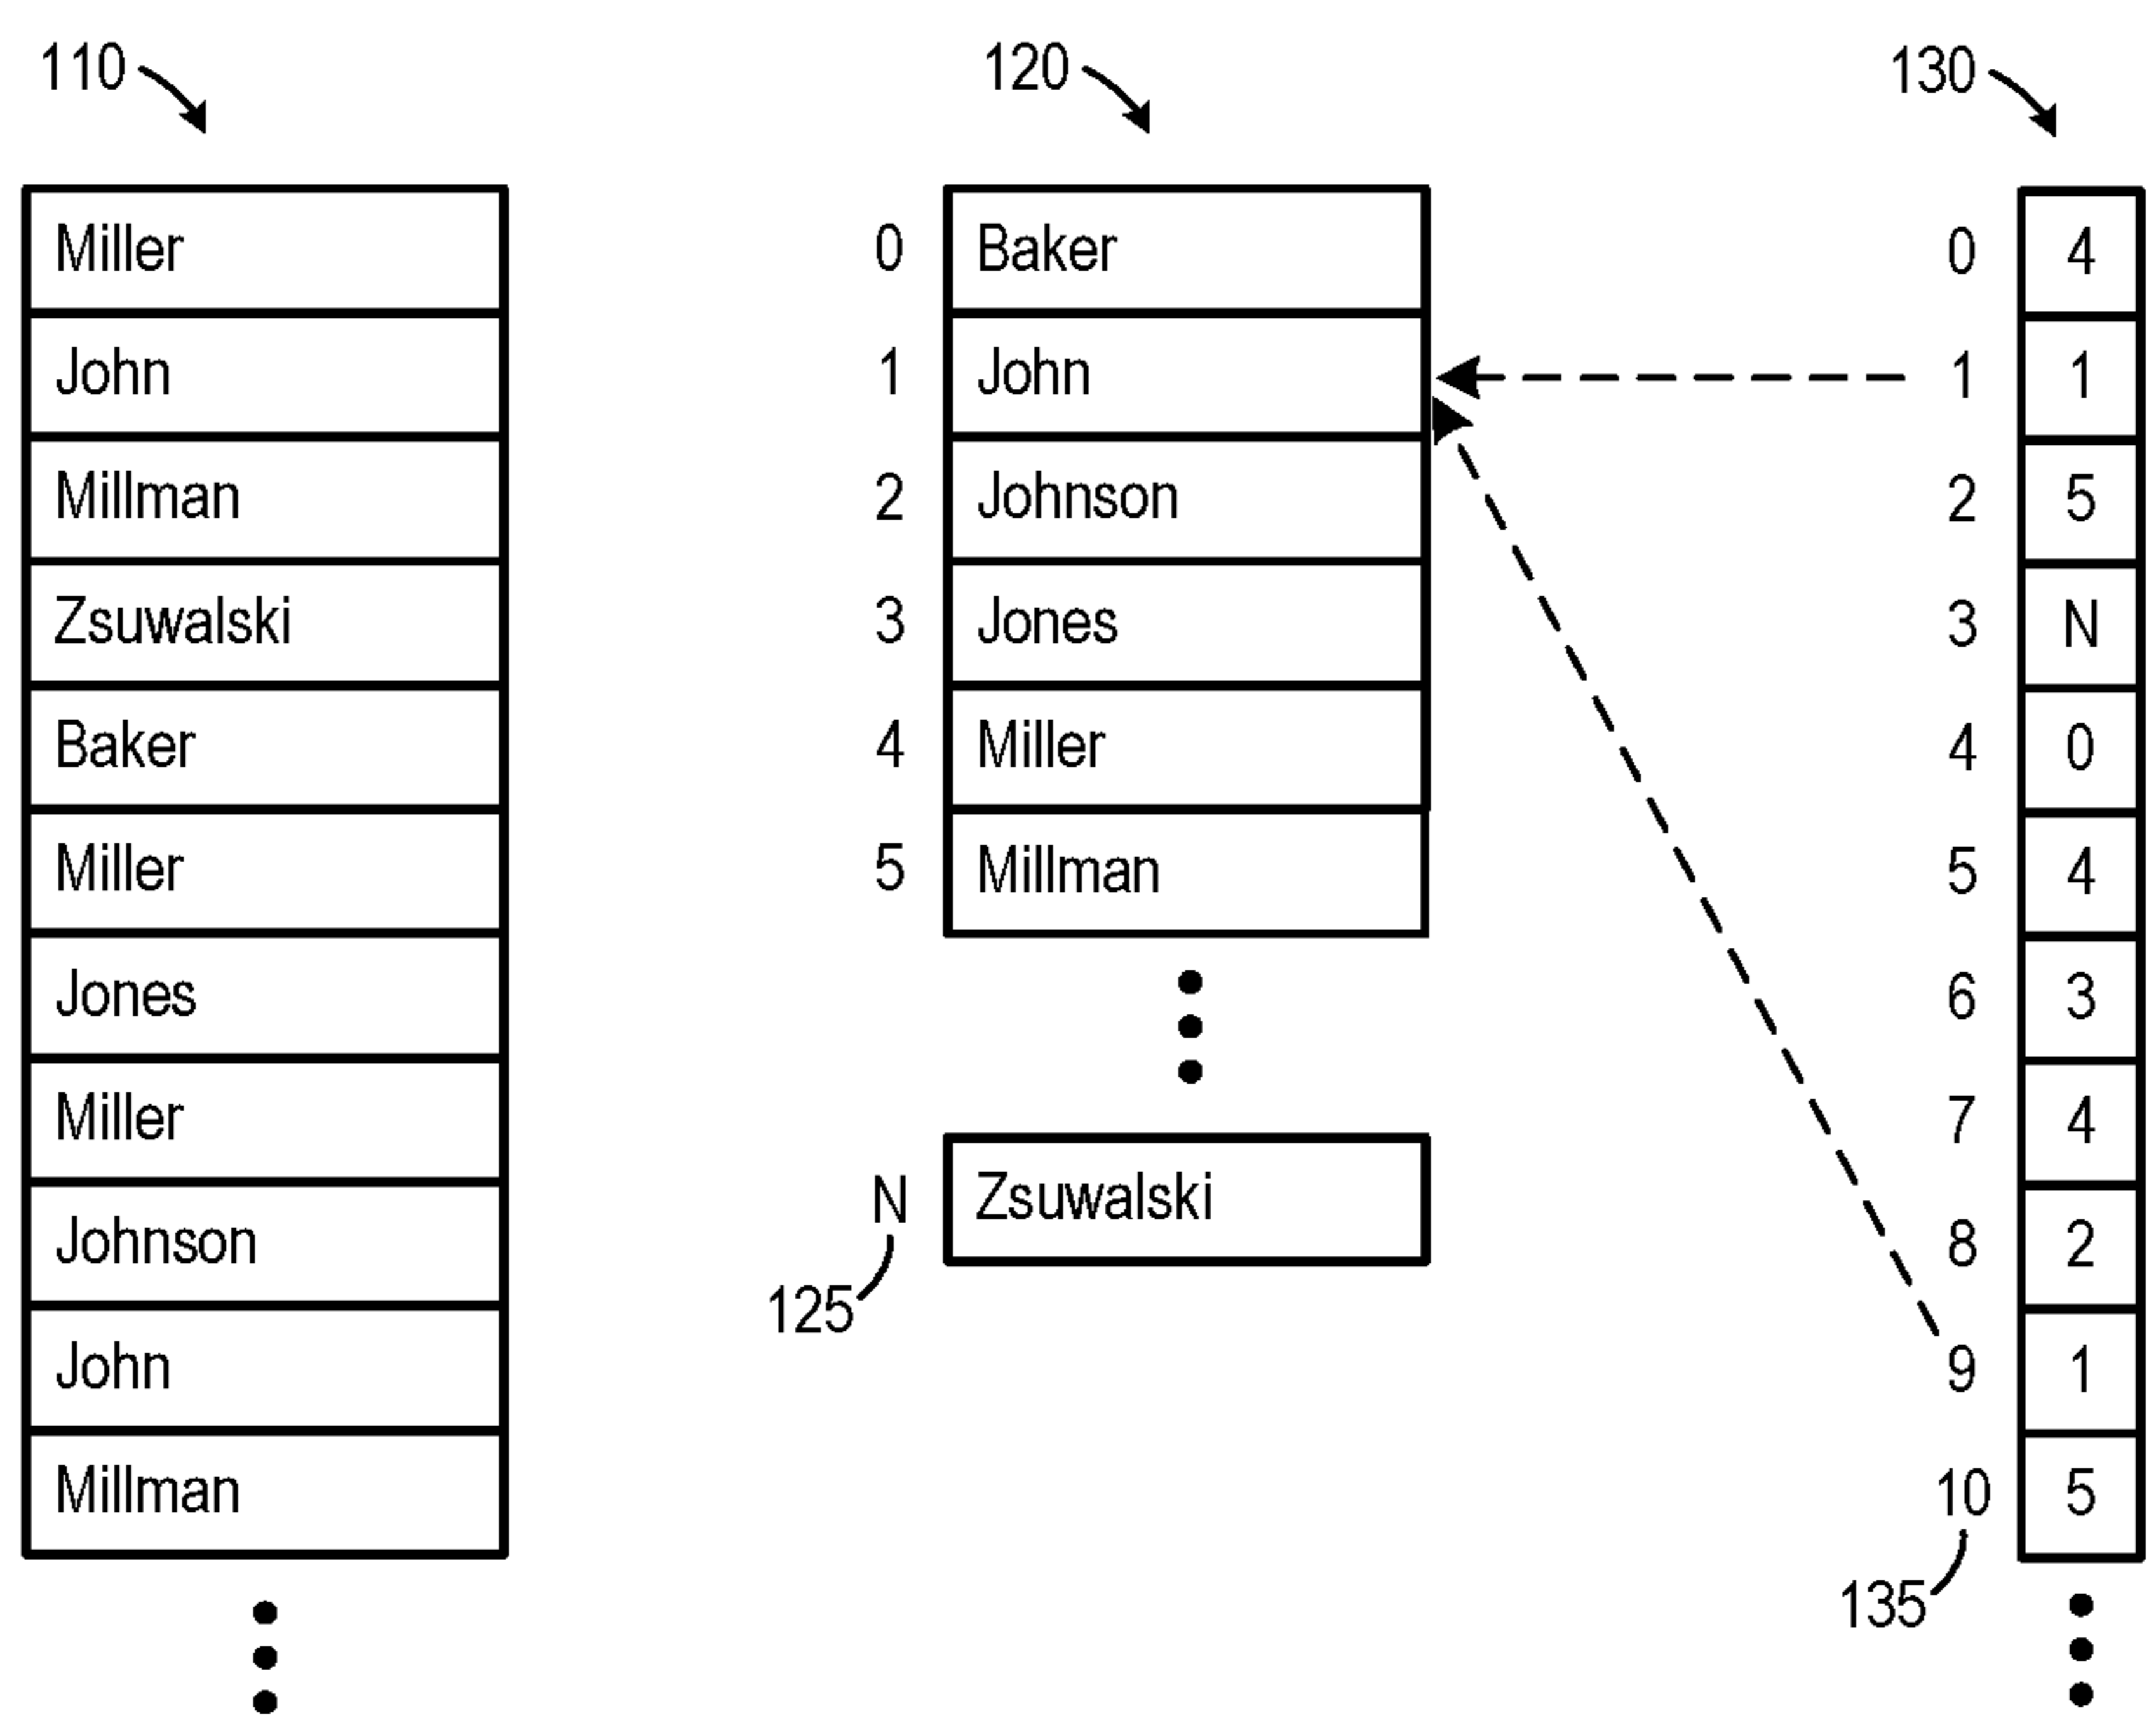 110 120 130
Miller 0 Baker 0 4
John 1 John 1 1
Millman 2 Johnson 2 5
Zsuwalski 3 Jones 3 N
Baker 4 Miller 4 0
Miller 5 Millman 5 4
Jones 6 3
Miller 7 4
Johnson N Zsuwalski 8 2
125
John 9 1
Millman 10 5
135